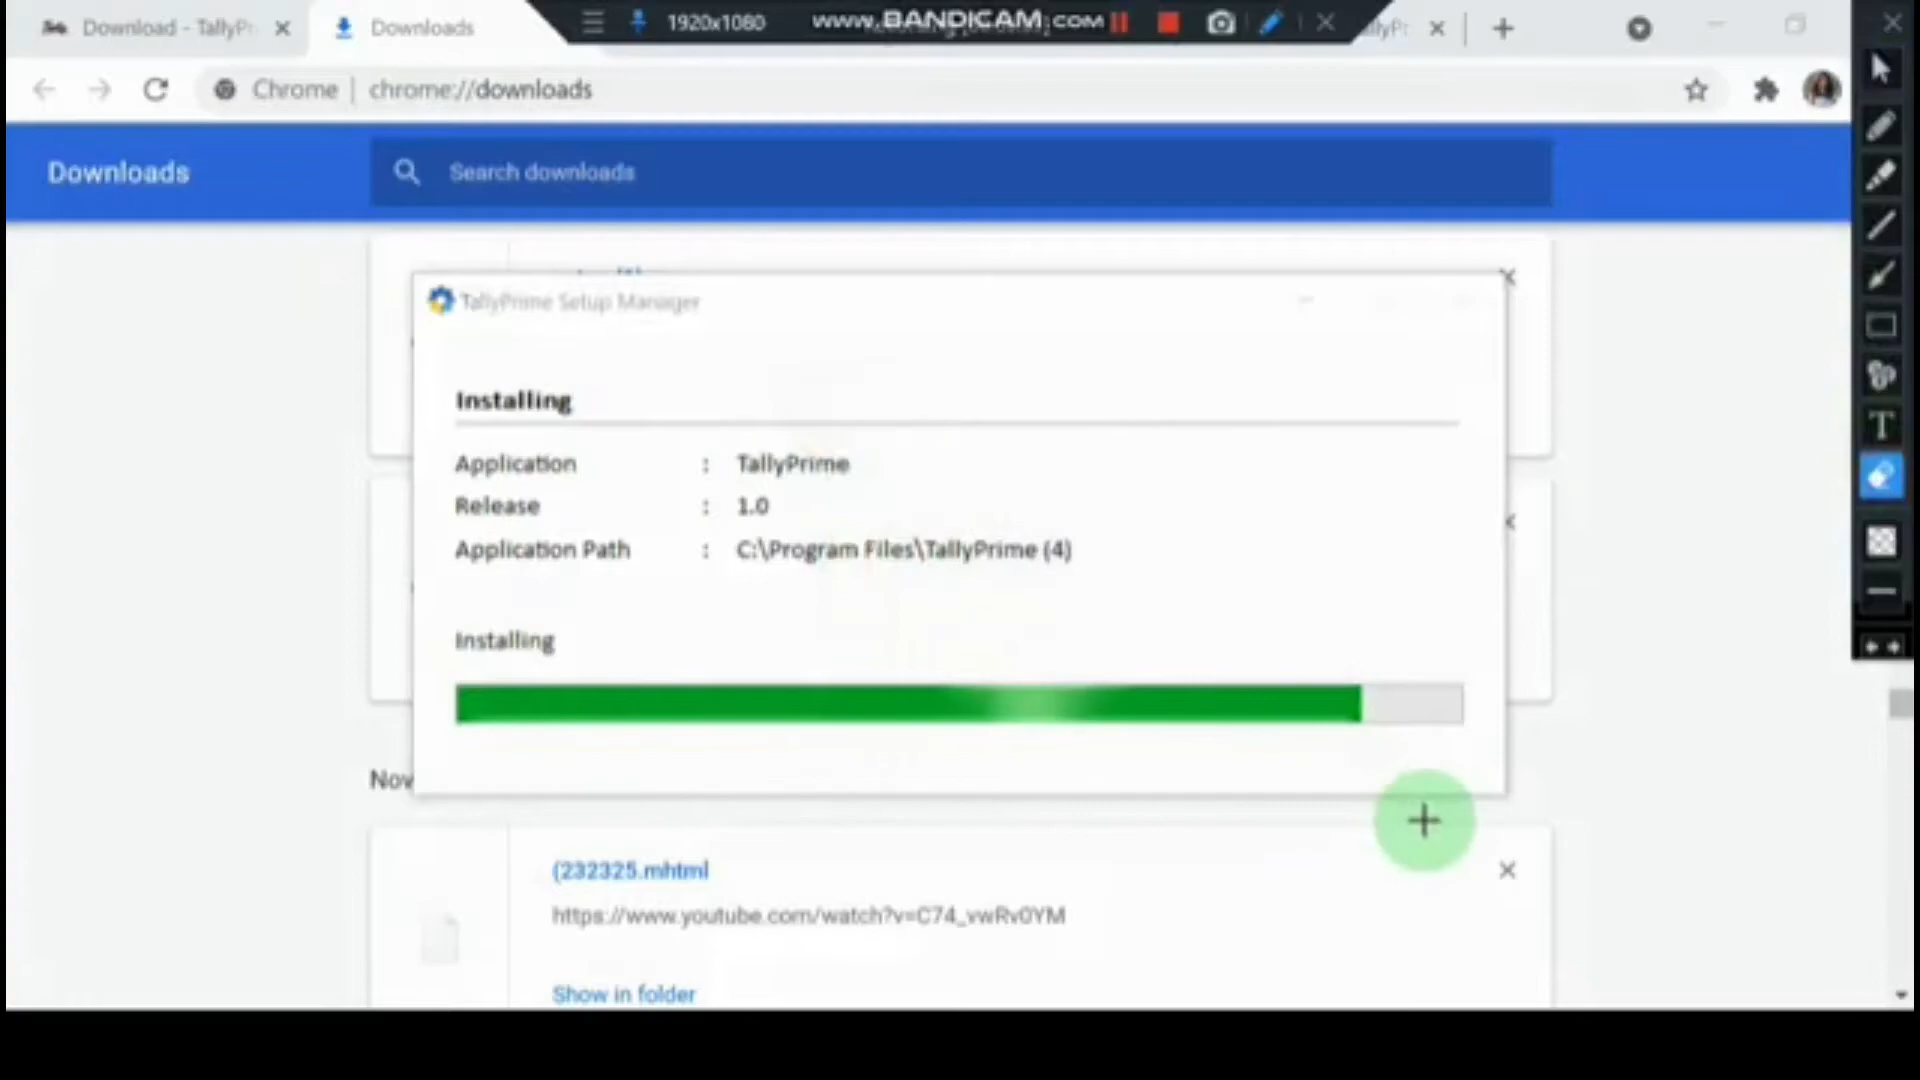 Download - TallyPr
Downloads
1920x1080
www.BANDICAM.com
Chrome
chrome://downloads
Downloads
Search downloads
TallyPrime Setup Manager
Installing
Application : TallyPrime
Release : 1.0
Application Path : C:\Program Files\TallyPrime (4)
Installing
Nov
(232325.mhtml
https://www.youtube.com/watch?v=C74_vwRv0YM
Show in folder
T